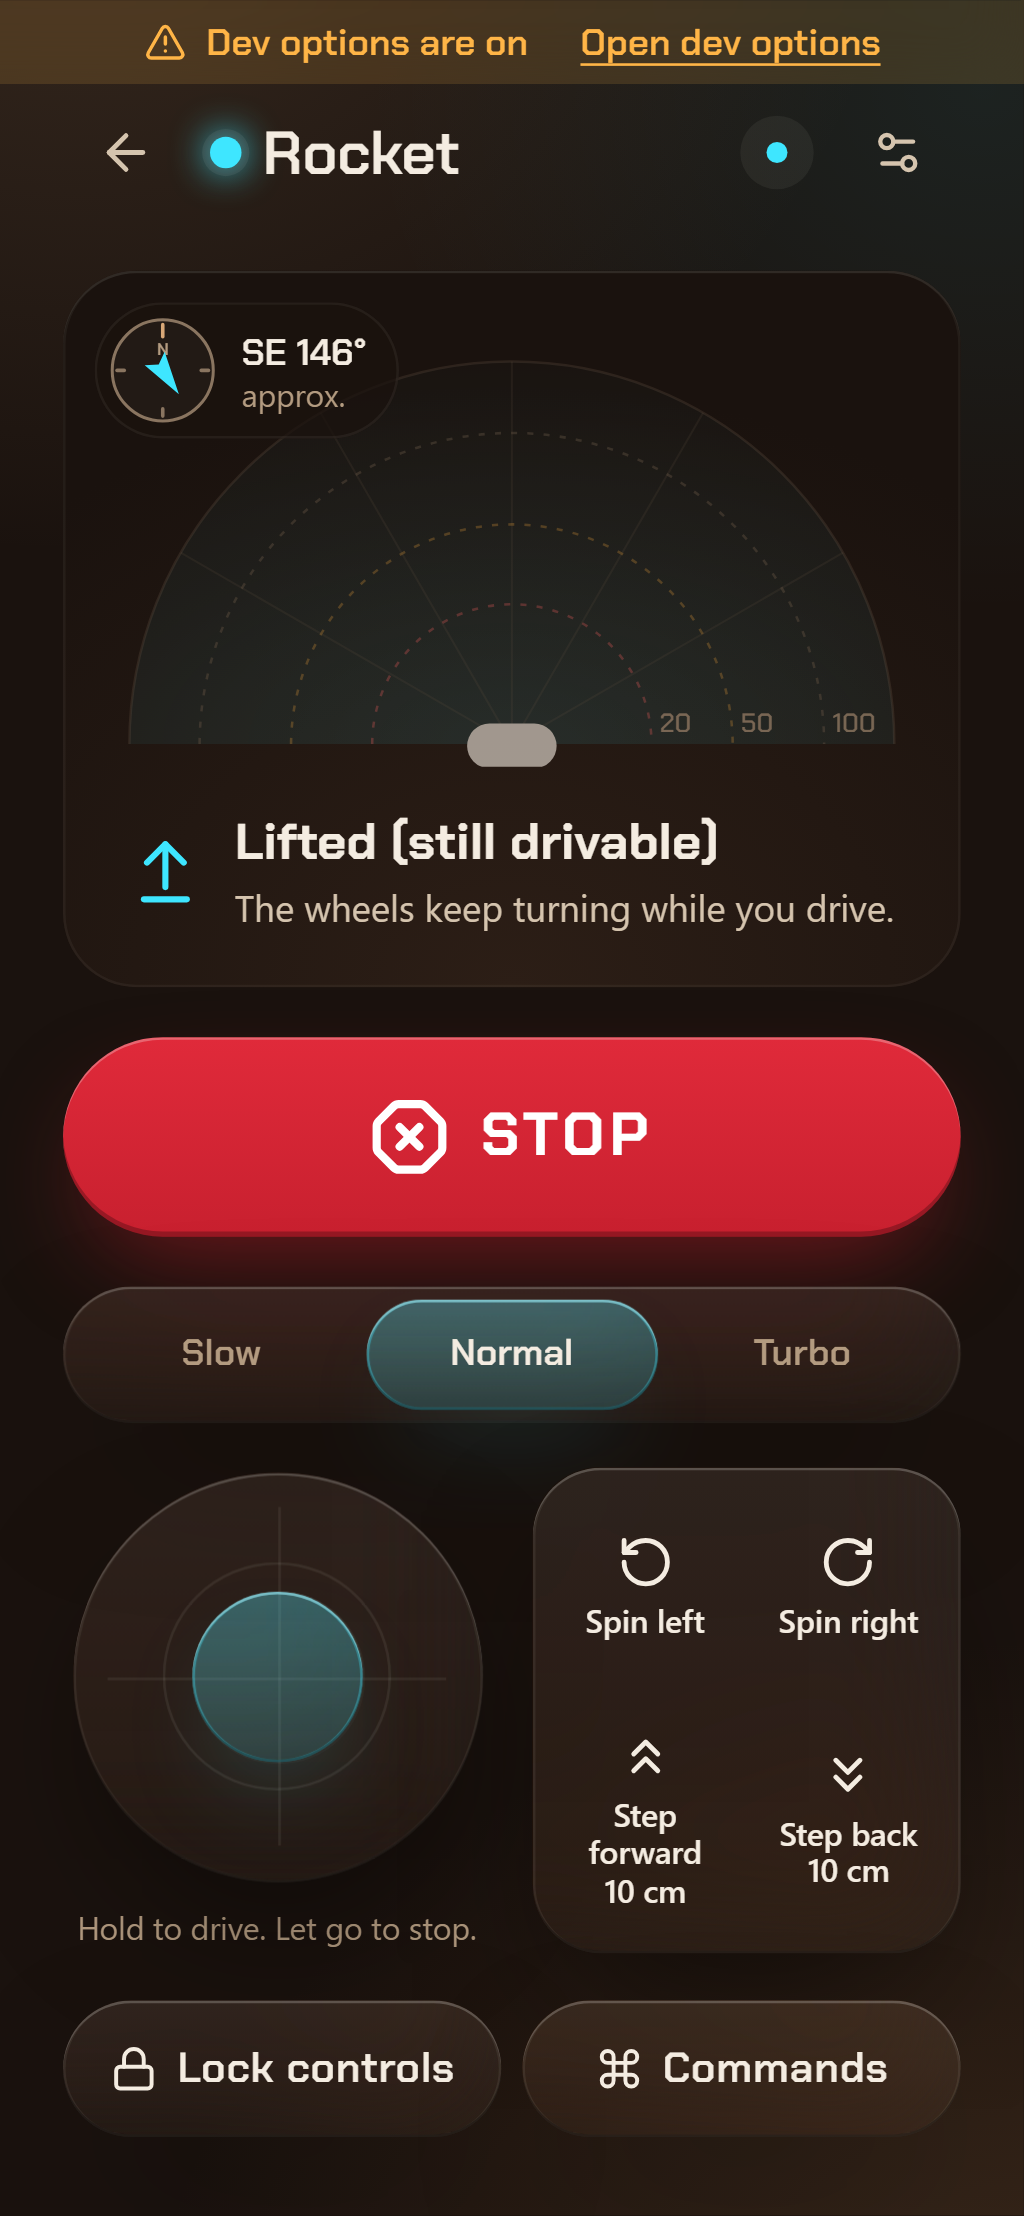 Dev options are on Open dev options
Rocket
N
SE 146°
approx.
20 50 100
Lifted (still drivable)
The wheels keep turning while you drive.
STOP
Slow Normal Turbo
Spin left Spin right
Step
forward
10 cm
Step back
10 cm
Hold to drive. Let go to stop.
Lock controls Commands